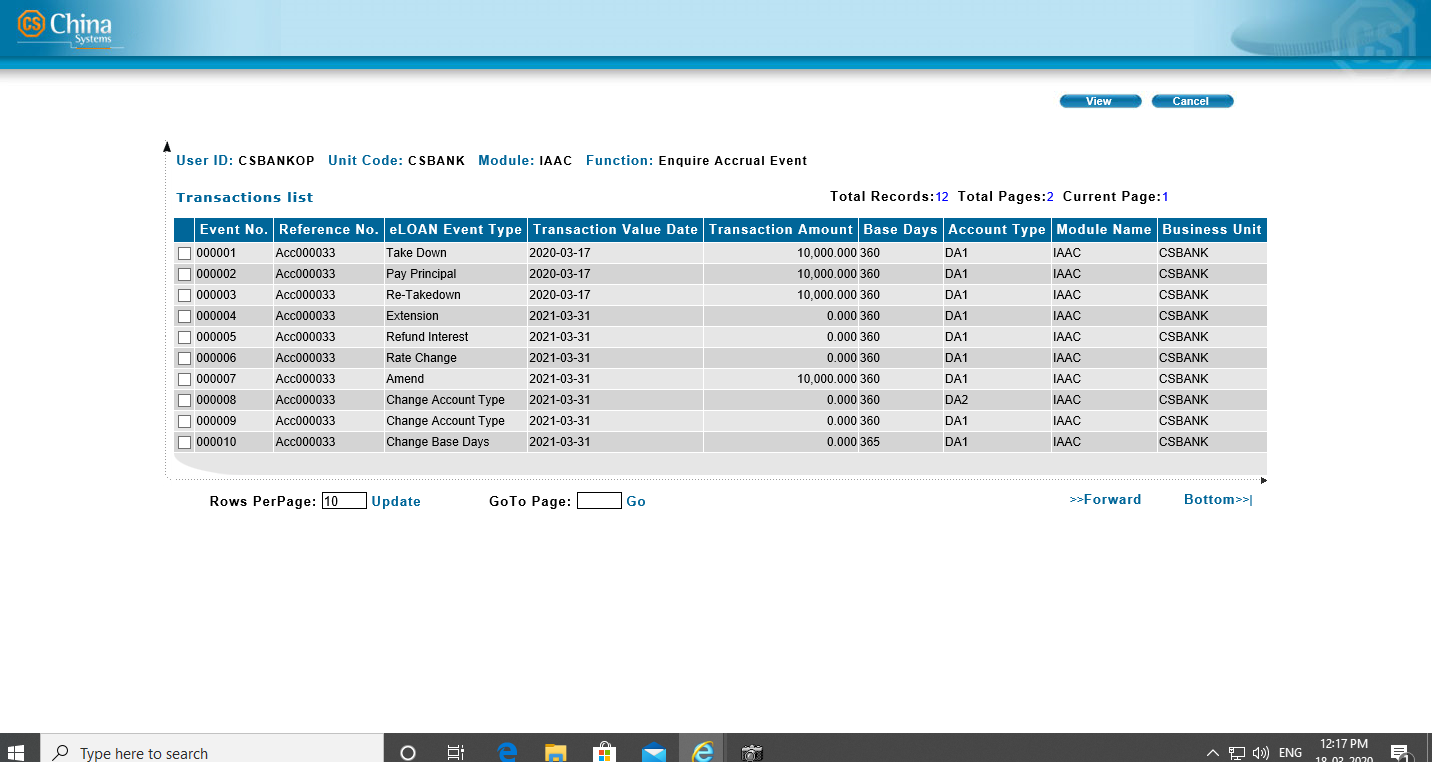 CS China
Systems
CS
View Cancel
User ID: CSBANKOP Unit Code: CSBANK Module: IAAC Function: Enquire Accrual Event
Transactions list Total Records:12 Total Pages:2 Current Page:1
Event No. Reference No. eLOAN Event Type Transaction Value Date Transaction Amount Base Days Account Type Module Name Business Unit
000001 Acc000033 Take Down 2020-03-17 10,000.000 360 DA1 IAAC CSBANK
000002 Acc000033 Pay Principal 2020-03-17 10,000.000 360 DA1 IAAC CSBANK
000003 Acc000033 Re-Takedown 2020-03-17 10,000.000 360 DA1 IAAC CSBANK
000004 Acc000033 Extension 2021-03-31 0.000 360 DA1 IAAC CSBANK
000005 Acc000033 Refund Interest 2021-03-31 0.000 360 DA1 IAAC CSBANK
000006 Acc000033 Rate Change 2021-03-31 0.000 360 DA1 IAAC CSBANK
000007 Acc000033 Amend 2021-03-31 10,000.000 360 DA1 IAAC CSBANK
000008 Acc000033 Change Account Type 2021-03-31 0.000 360 DA2 IAAC CSBANK
000009 Acc000033 Change Account Type 2021-03-31 0.000 360 DA1 IAAC CSBANK
000010 Acc000033 Change Base Days 2021-03-31 0.000 365 DA1 IAAC CSBANK
Rows PerPage: 10 Update GoTo Page: Go >>Forward Bottom>>|
Type here to search ENG 12:17 PM
18-03-2020 1